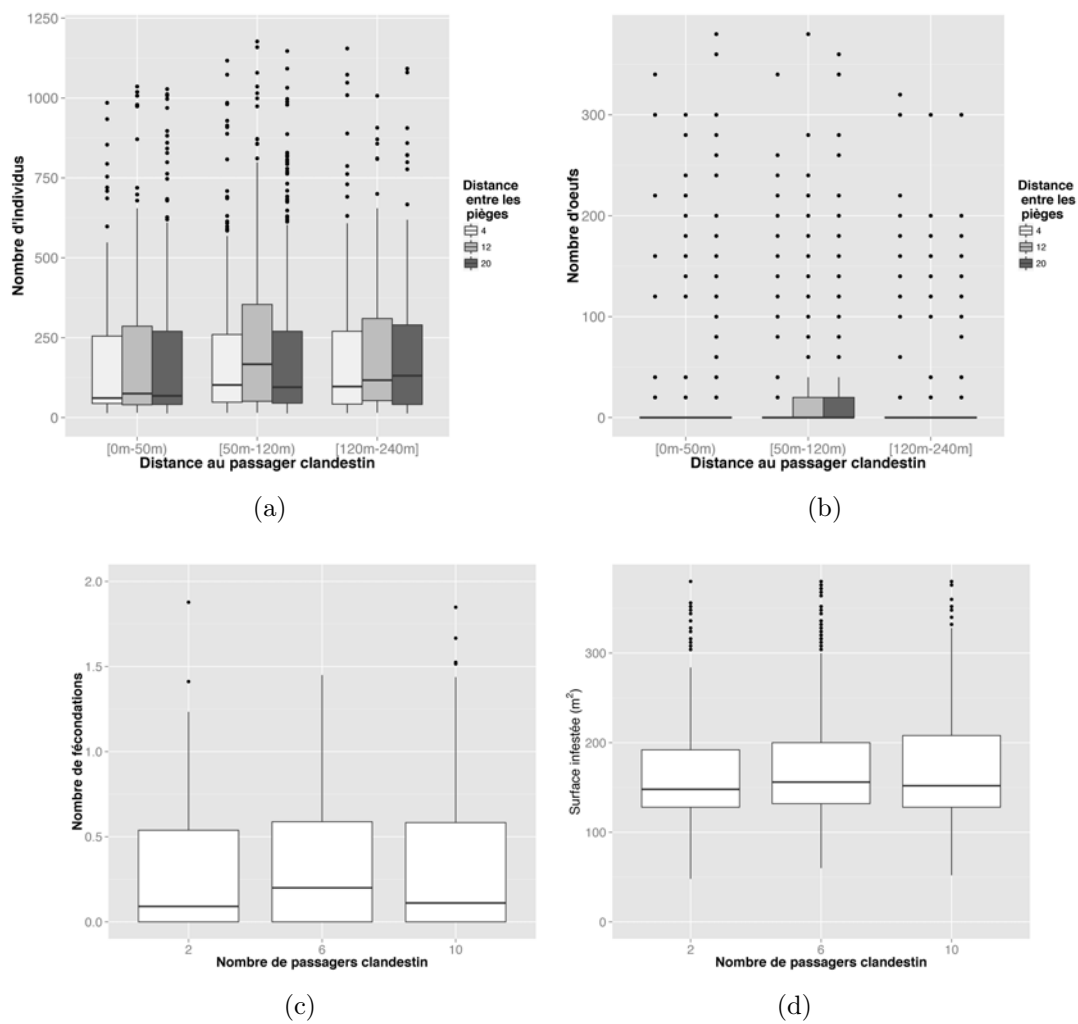 1250
1000
750
500
250
0
Nombre d'individus
[0m-50m)
[50m-120m)
[120m-240m]
Distance au passager clandestin
Distance
entre les
pièges
4
12
20
(a)
300
200
100
0
Nombre d'oeufs
[0m-50m)
[50m-120m)
[120m-240m]
Distance au passager clandestin
Distance
entre les
pièges
4
12
20
(b)
2.0
1.5
1.0
0.5
0.0
Nombre de fécondations
2
6
10
Nombre de passagers clandestin
(c)
300
200
100
0
Surface infestée (m²)
2
6
10
Nombre de passagers clandestin
(d)